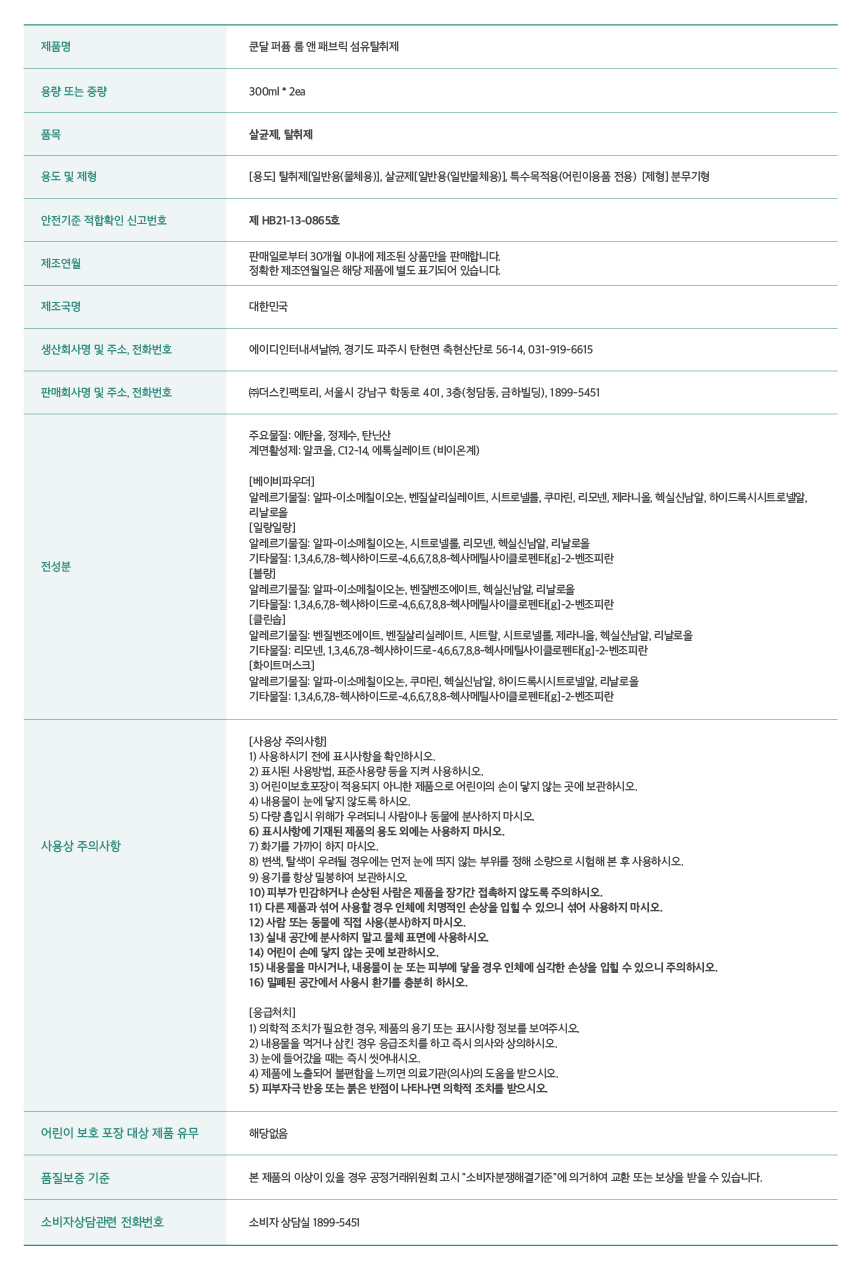 제품명
쿤달 퍼퓸 룸 앤 패브릭 섬유탈취제
용량 또는 중량
300ml * 2ea
품목
살균제, 탈취제
용도 및 제형
[용도] 탈취제[일반용(물체용)], 살균제[일반용(일반물체용)], 특수목적용(어린이용품 전용) [제형] 분무기형
안전기준 적합확인 신고번호
제 HB21-13-0865호
제조연월
판매일로부터 30개월 이내에 제조된 상품만을 판매합니다.
정확한 제조연월일은 해당 제품에 별도 표기되어 있습니다.
제조국명
대한민국
생산회사명 및 주소, 전화번호
에이디인터내셔날㈜, 경기도 파주시 탄현면 축현산단로 56-14, 031-919-6615
판매회사명 및 주소, 전화번호
㈜더스킨팩토리, 서울시 강남구 학동로 401, 3층(청담동, 금하빌딩), 1899-5451
전성분
주요물질: 에탄올, 정제수, 탄닌산
계면활성제: 알코올, C12-14, 에톡실레이트 (비이온계)
[베이비파우더]
알레르기물질: 알파-이소메칠이오논, 벤질살리실레이트, 시트로넬롤, 쿠마린, 리모넨, 제라니올, 헥실신남알, 하이드록시시트로넬알,
리날로올
[일랑일랑]
알레르기물질: 알파-이소메칠이오논, 시트로넬롤, 리모넨, 헥실신남알, 리날로올
기타물질: 1,3,4,6,7,8-헥사하이드로-4,6,6,7,8,8-헥사메틸사이클로펜타[g]-2-벤조피란
[블랑]
알레르기물질: 알파-이소메칠이오논, 벤질벤조에이트, 헥실신남알, 리날로올
기타물질: 1,3,4,6,7,8-헥사하이드로-4,6,6,7,8,8-헥사메틸사이클로펜타[g]-2-벤조피란
[클린솝]
알레르기물질: 벤질벤조에이트, 벤질살리실레이트, 시트랄, 시트로넬롤, 제라니올, 헥실신남알, 리날로올
기타물질: 리모넨, 1,3,4,6,7,8-헥사하이드로-4,6,6,7,8,8-헥사메틸사이클로펜타[g]-2-벤조피란
[화이트머스크]
알레르기물질: 알파-이소메칠이오논, 쿠마린, 헥실신남알, 하이드록시시트로넬알, 리날로올
기타물질: 1,3,4,6,7,8-헥사하이드로-4,6,6,7,8,8-헥사메틸사이클로펜타[g]-2-벤조피란
사용상 주의사항
[사용상 주의사항]
1) 사용하시기 전에 표시사항을 확인하시오.
2) 표시된 사용방법, 표준사용량 등을 지켜 사용하시오.
3) 어린이보호포장이 적용되지 아니한 제품으로 어린이의 손이 닿지 않는 곳에 보관하시오.
4) 내용물이 눈에 닿지 않도록 하시오.
5) 다량 흡입시 위해가 우려되니 사람이나 동물에 분사하지 마시오.
6) 표시사항에 기재된 제품의 용도 외에는 사용하지 마시오.
7) 화기를 가까이 하지 마시오.
8) 변색, 탈색이 우려될 경우에는 먼저 눈에 띄지 않는 부위를 정해 소량으로 시험해 본 후 사용하시오.
9) 용기를 항상 밀봉하여 보관하시오.
10) 피부가 민감하거나 손상된 사람은 제품을 장기간 접촉하지 않도록 주의하시오.
11) 다른 제품과 섞어 사용할 경우 인체에 치명적인 손상을 입힐 수 있으니 섞어 사용하지 마시오.
12) 사람 또는 동물에 직접 사용(분사)하지 마시오.
13) 실내 공간에 분사하지 말고 물체 표면에 사용하시오.
14) 어린이 손에 닿지 않는 곳에 보관하시오.
15) 내용물을 마시거나, 내용물이 눈 또는 피부에 닿을 경우 인체에 심각한 손상을 입힐 수 있으니 주의하시오.
16) 밀폐된 공간에서 사용시 환기를 충분히 하시오.
[응급처치]
1) 의학적 조치가 필요한 경우, 제품의 용기 또는 표시사항 정보를 보여주시오.
2) 내용물을 먹거나 삼킨 경우 응급조치를 하고 즉시 의사와 상의하시오.
3) 눈에 들어갔을 때는 즉시 씻어내시오.
4) 제품에 노출되어 불편함을 느끼면 의료기관(의사)의 도움을 받으시오.
5) 피부자극 반응 또는 붉은 반점이 나타나면 의학적 조치를 받으시오.
어린이 보호 포장 대상 제품 유무
해당없음
품질보증 기준
본 제품의 이상이 있을 경우 공정거래위원회 고시 "소비자분쟁해결기준"에 의거하여 교환 또는 보상을 받을 수 있습니다.
소비자상담관련 전화번호
소비자 상담실 1899-5451